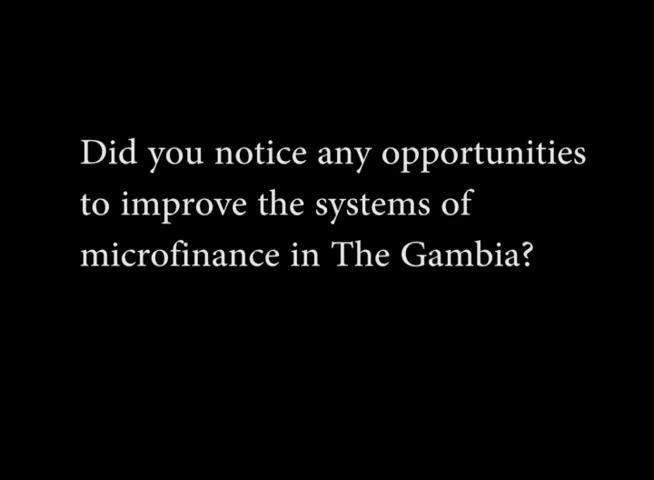 Did you notice any opportunities
to improve the systems of
microfinance in The Gambia?